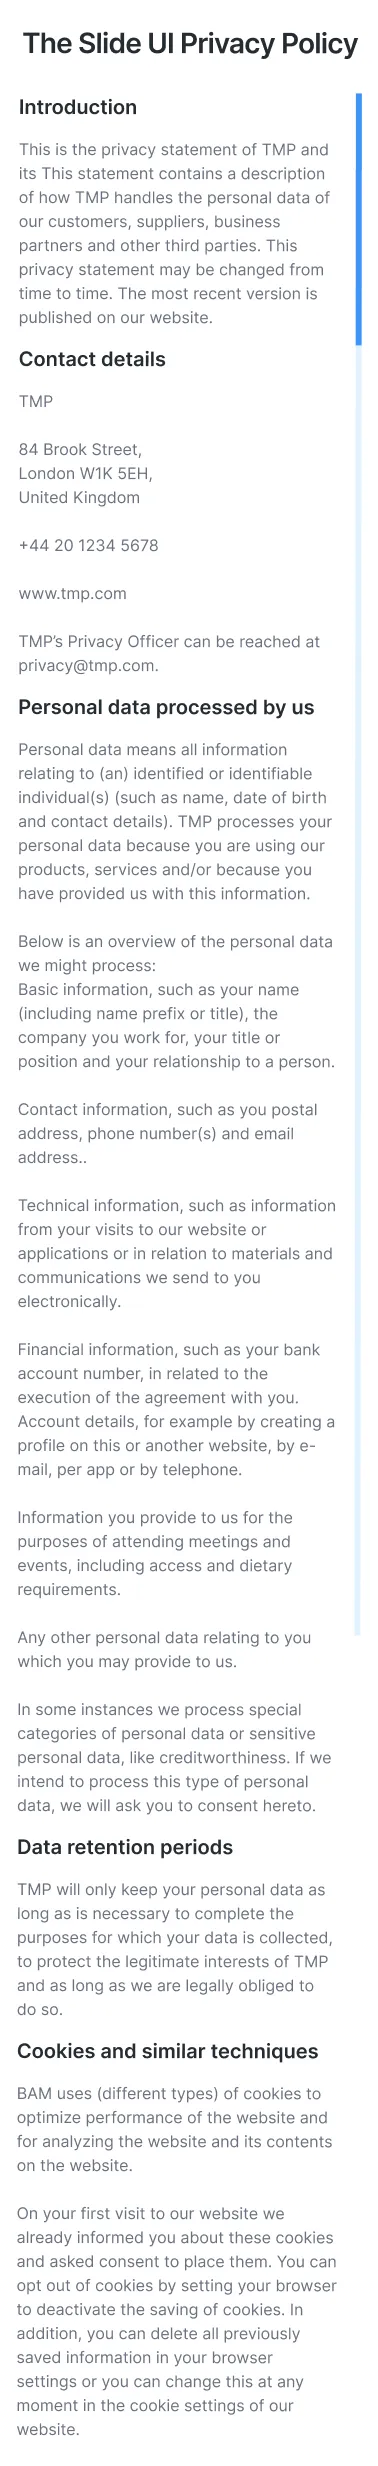 The Slide UI Privacy Policy
Introduction
This is the privacy statement of TMP and
its This statement contains a description
of how TMP handles the personal data of
our customers, suppliers, business
partners and other third parties. This
privacy statement may be changed from
time to time. The most recent version is
published on our website.
Contact details
TMP
84 Brook Street,
London W1K 5EH,
United Kingdom
+44 20 1234 5678
www.tmp.com
TMP’s Privacy Officer can be reached at
privacy@tmp.com.
Personal data processed by us
Personal data means all information
relating to (an) identified or identifiable
individual(s) (such as name, date of birth
and contact details). TMP processes your
personal data because you are using our
products, services and/or because you
have provided us with this information.
Below is an overview of the personal data
we might process:
Basic information, such as your name
(including name prefix or title), the
company you work for, your title or
position and your relationship to a person.
Contact information, such as you postal
address, phone number(s) and email
address..
Technical information, such as information
from your visits to our website or
applications or in relation to materials and
communications we send to you
electronically.
Financial information, such as your bank
account number, in related to the
execution of the agreement with you.
Account details, for example by creating a
profile on this or another website, by e-
mail, per app or by telephone.
Information you provide to us for the
purposes of attending meetings and
events, including access and dietary
requirements.
Any other personal data relating to you
which you may provide to us.
In some instances we process special
categories of personal data or sensitive
personal data, like creditworthiness. If we
intend to process this type of personal
data, we will ask you to consent hereto.
Data retention periods
TMP will only keep your personal data as
long as is necessary to complete the
purposes for which your data is collected,
to protect the legitimate interests of TMP
and as long as we are legally obliged to
do so.
Cookies and similar techniques
BAM uses (different types) of cookies to
optimize performance of the website and
for analyzing the website and its contents
on the website.
On your first visit to our website we
already informed you about these cookies
and asked consent to place them. You can
opt out of cookies by setting your browser
to deactivate the saving of cookies. In
addition, you can delete all previously
saved information in your browser
settings or you can change this at any
moment in the cookie settings of our
website.